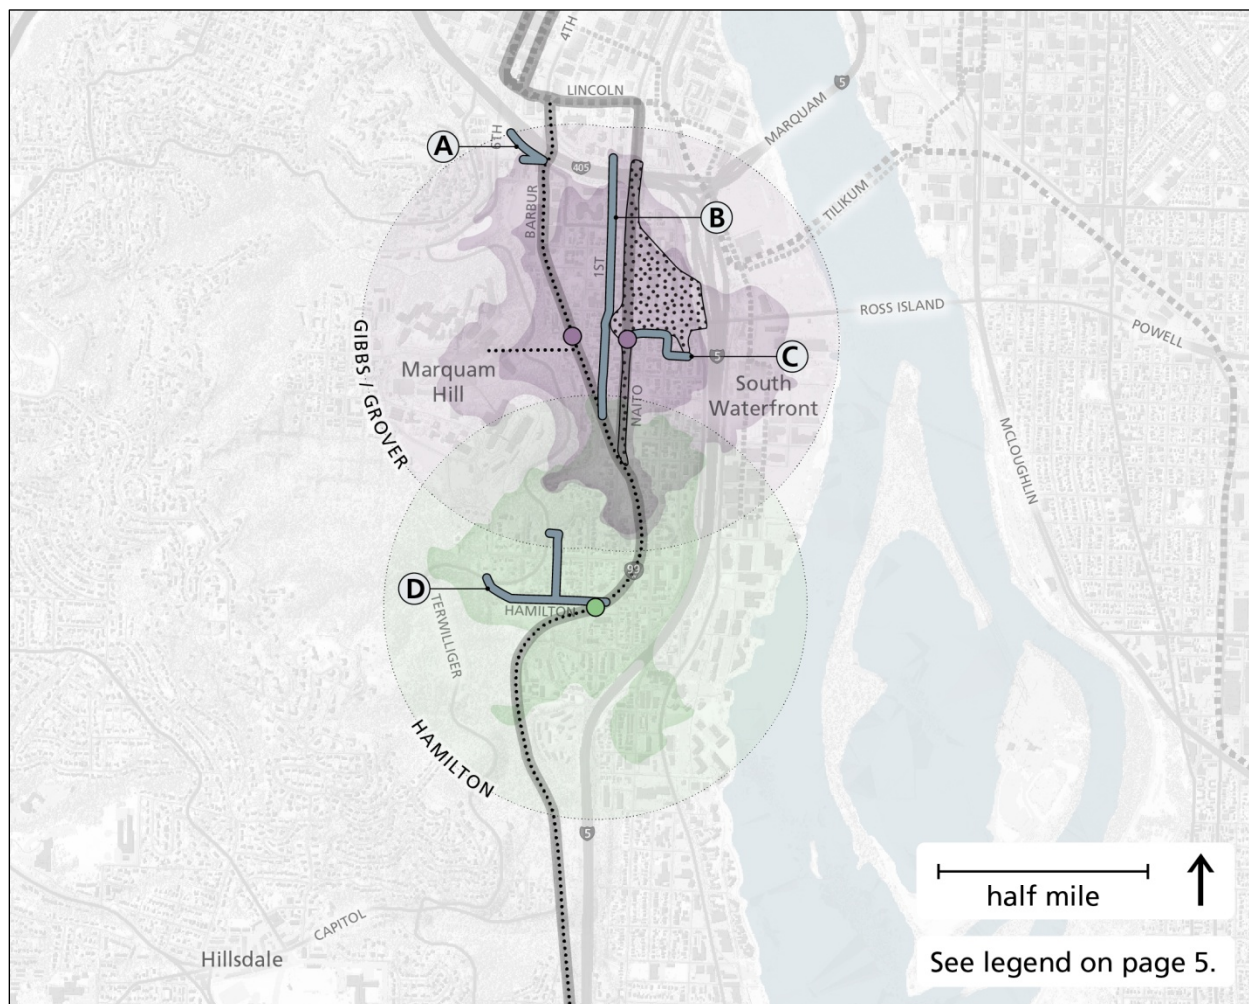 4TH
LINCOLN
5
MARQUAM
6TH
A
405
TILIKUM
BARBUR
B
1ST
ROSS ISLAND
POWELL
GIBBS / GROVER
Marquam
Hill
5
C
South
Waterfront
NAITO
MCLOUGHLIN
99
D
HAMILTON
TERWILLIGER
HAMILTON
5
half mile
CAPITOL
Hillsdale
See legend on page 5.